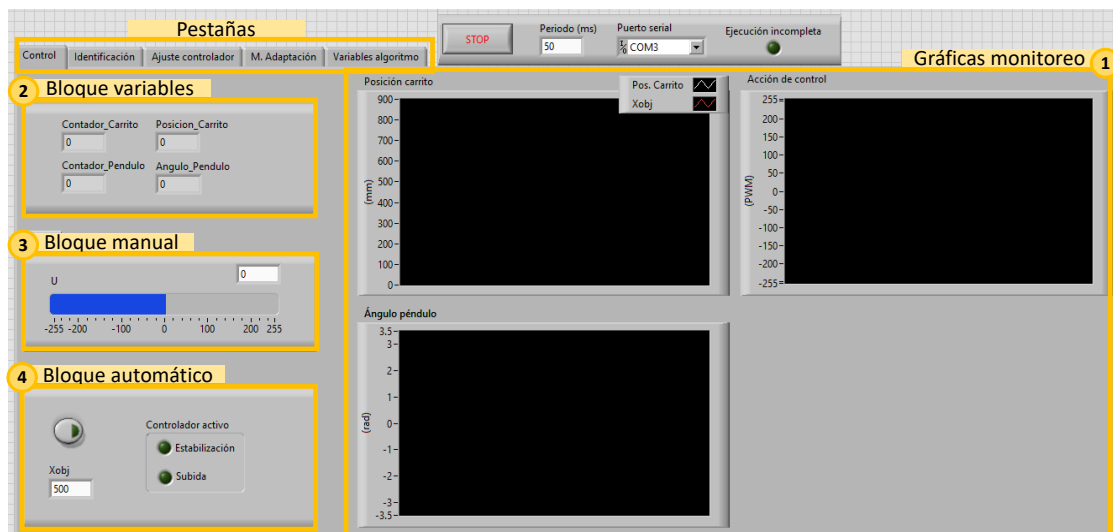 Pestañas
STOP
Periodo (ms)
50
Puerto serial
COM3
Ejecución incompleta
Control
Identificación
Ajuste controlador
M. Adaptación
Variables algoritmo
Gráficas monitoreo
1
2
Bloque variables
Contador_Carrito
0
Posicion_Carrito
0
Contador_Pendulo
0
Angulo_Pendulo
0
3
Bloque manual
U
0
-255 -200 -100 0 100 200 255
4
Bloque automático
Xobj
500
Controlador activo
Estabilización
Subida
Posición carrito
Pos. Carrito
Xobj
(mm)
900
800
700
600
500
400
300
200
100
0
Acción de control
(PWM)
255
200
150
100
50
0
-50
-100
-150
-200
-255
Ángulo péndulo
(rad)
3.5
3
2
1
0
-1
-2
-3
-3.5